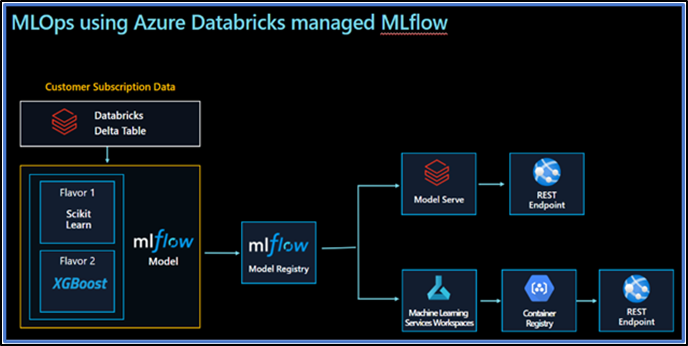 MLOps using Azure Databricks managed MLflow
Customer Subscription Data
Databricks
Delta Table
Flavor 1
Scikit
Learn
Flavor 2
XGBoost
mlflow
Model
mlflow
Model Registry
Model Serve
REST
Endpoint
Machine Learning
Services Workspaces
Container
Registry
REST
Endpoint